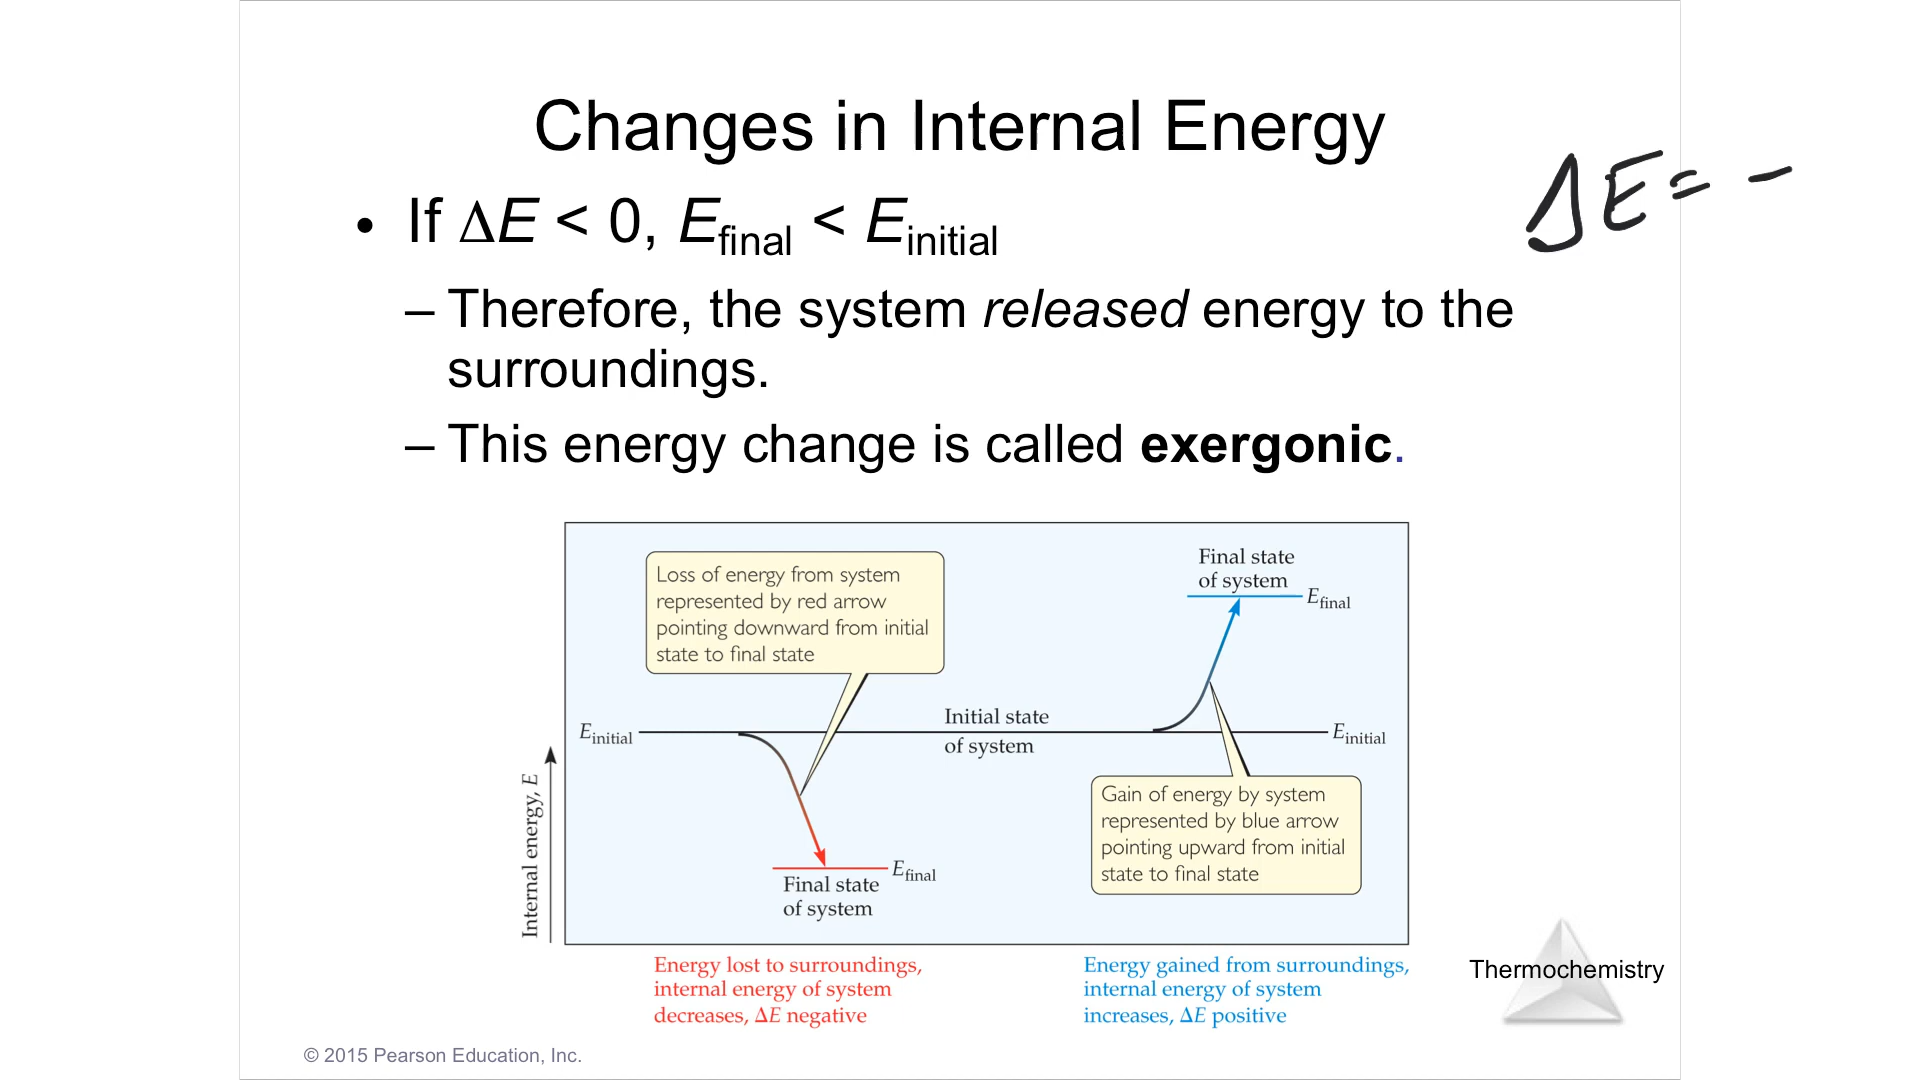 Changes in Internal Energy
ΔE = -
• If ΔE < 0, Efinal < Einitial
– Therefore, the system released energy to the
surroundings.
– This energy change is called exergonic.
Loss of energy from system
represented by red arrow
pointing downward from initial
state to final state
Final state
of system
Efinal
Einitial
Initial state
of system
Einitial
Internal energy, E
Gain of energy by system
represented by blue arrow
pointing upward from initial
state to final state
Efinal
Final state
of system
Energy lost to surroundings,
internal energy of system
decreases, ΔE negative
Energy gained from surroundings,
internal energy of system
increases, ΔE positive
Thermochemistry
© 2015 Pearson Education, Inc.